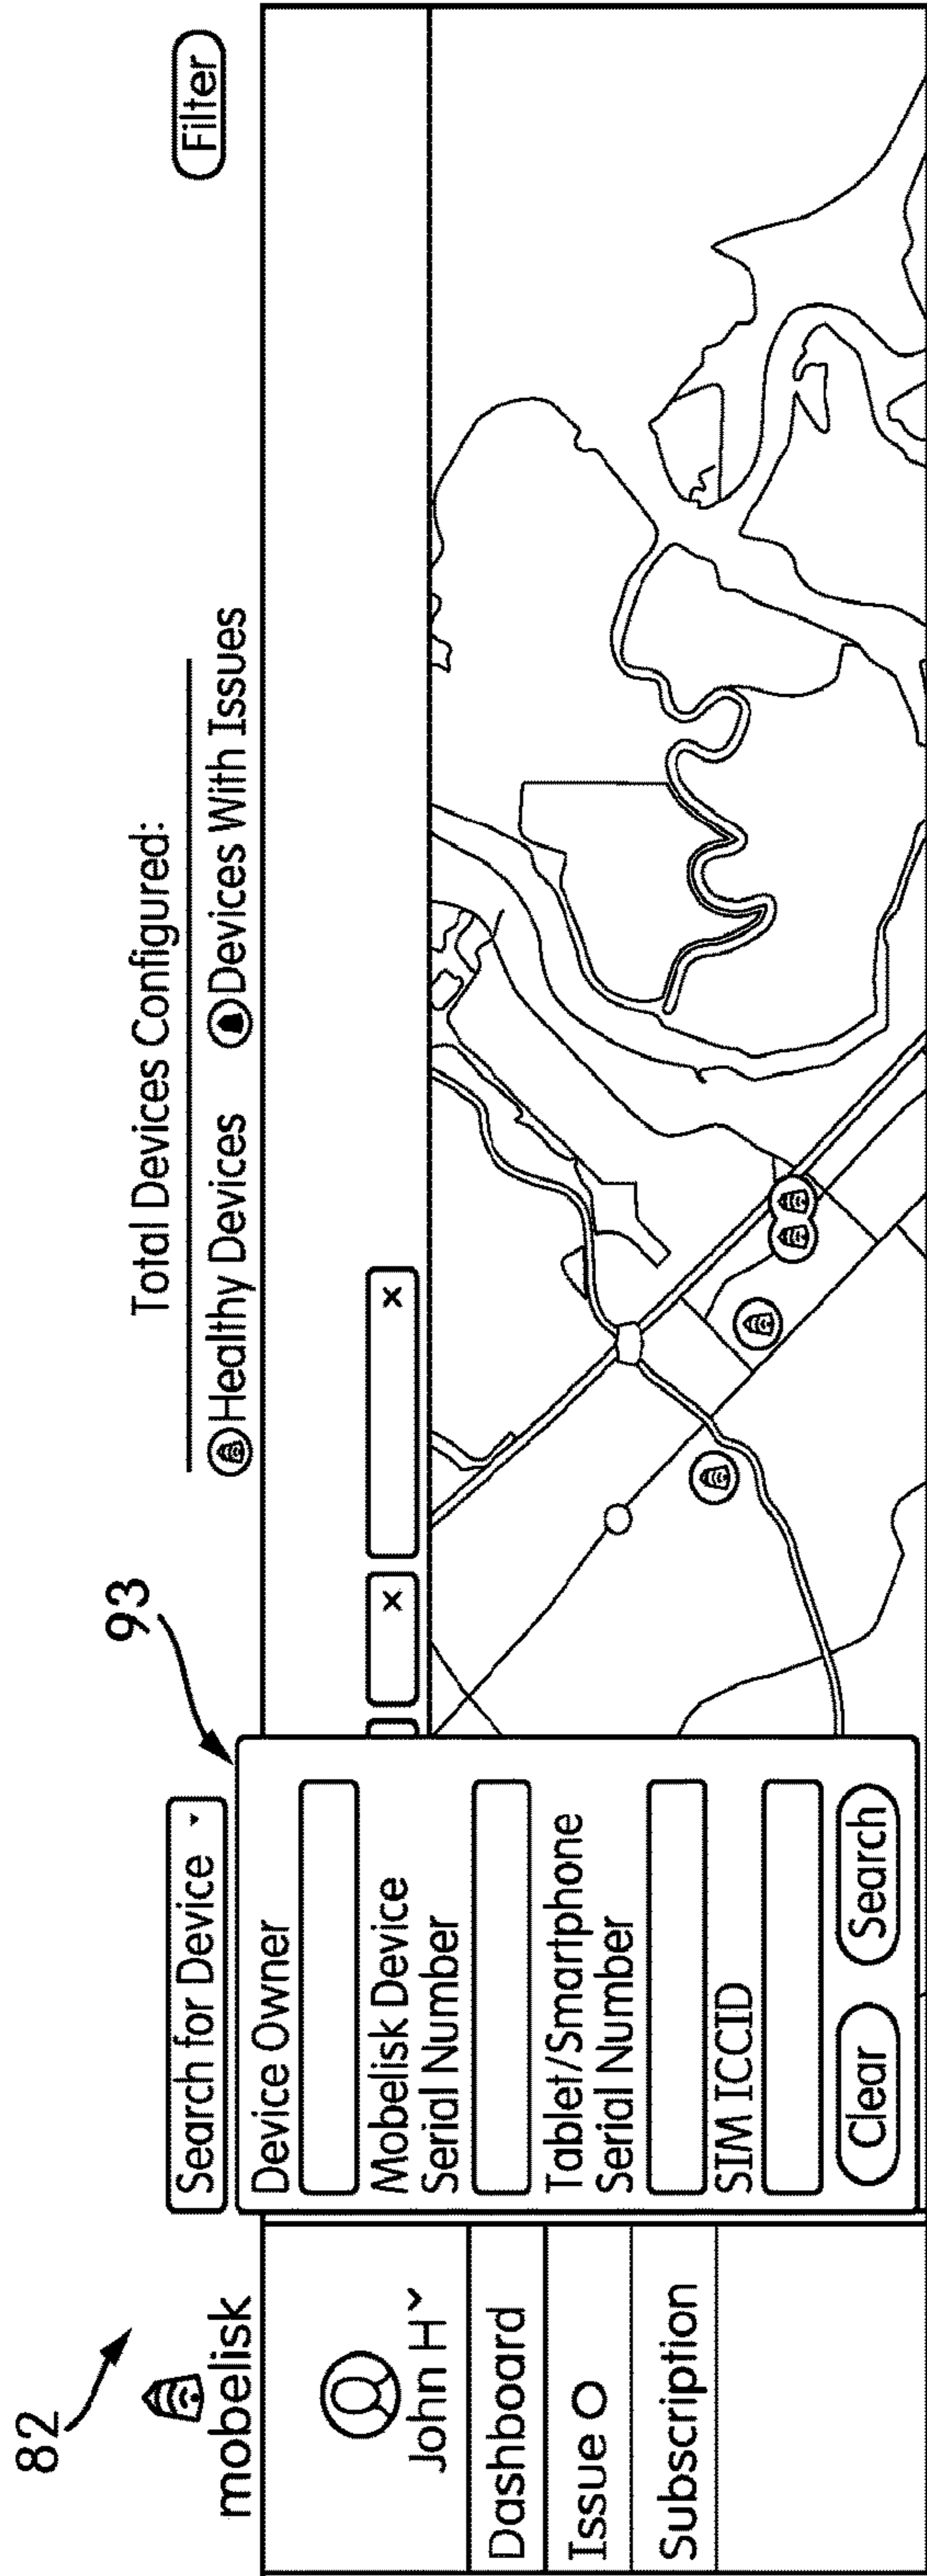 82
mobelisk
John H
Dashboard
Issue
Subscription
Search for Device
93
Device Owner
Mobelisk Device
Serial Number
Tablet/Smartphone
Serial Number
SIM ICCID
Clear
Search
Total Devices Configured:
Healthy Devices
Devices With Issues
Filter
x
x